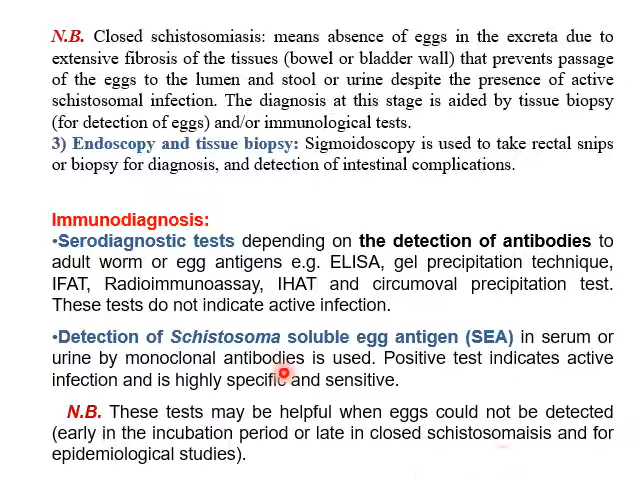 N.B. Closed schistosomiasis: means absence of eggs in the excreta due to
extensive fibrosis of the tissues (bowel or bladder wall) that prevents passage
of the eggs to the lumen and stool or urine despite the presence of active
schistosomal infection. The diagnosis at this stage is aided by tissue biopsy
(for detection of eggs) and/or immunological tests.
3) Endoscopy and tissue biopsy: Sigmoidoscopy is used to take rectal snips
or biopsy for diagnosis, and detection of intestinal complications.
Immunodiagnosis:
•Serodiagnostic tests depending on the detection of antibodies to
adult worm or egg antigens e.g. ELISA, gel precipitation technique,
IFAT, Radioimmunoassay, IHAT and circumoval precipitation test.
These tests do not indicate active infection.
•Detection of Schistosoma soluble egg antigen (SEA) in serum or
urine by monoclonal antibodies is used. Positive test indicates active
infection and is highly specific and sensitive.
N.B. These tests may be helpful when eggs could not be detected
(early in the incubation period or late in closed schistosomaisis and for
epidemiological studies).